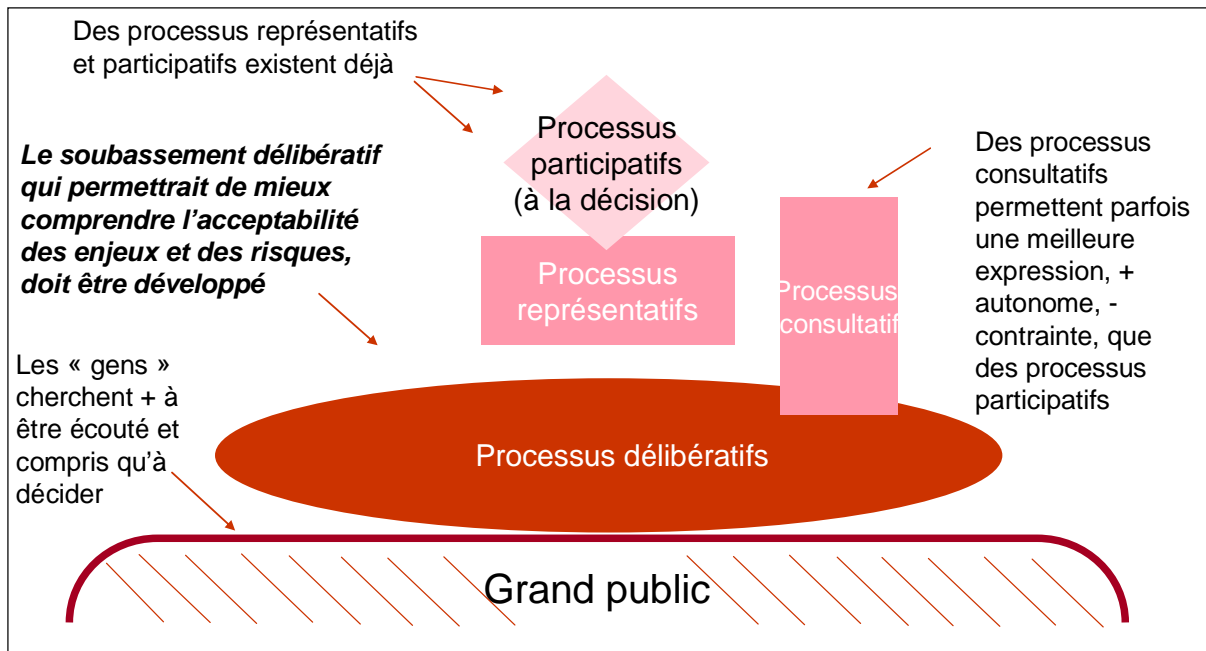 Des processus représentatifs
et participatifs existent déjà
Processus
participatifs
(à la décision)
Le soubassement délibératif
qui permettrait de mieux
comprendre l'acceptabilité
des enjeux et des risques,
doit être développé
Des processus
consultatifs
permettent parfois
une meilleure
expression, +
autonome, -
contrainte, que
des processus
participatifs
Processus
représentatifs
Processus
consultatif
Les « gens »
cherchent + à
être écouté et
compris qu'à
décider
Processus délibératifs
Grand public